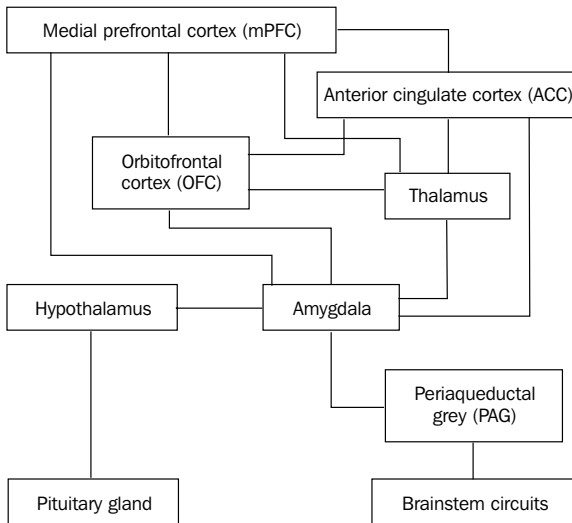 Medial prefrontal cortex (mPFC)
Anterior cingulate cortex (ACC)
Orbitofrontal
cortex (OFC)
Thalamus
Hypothalamus
Amygdala
Periaqueductal
grey (PAG)
Pituitary gland
Brainstem circuits